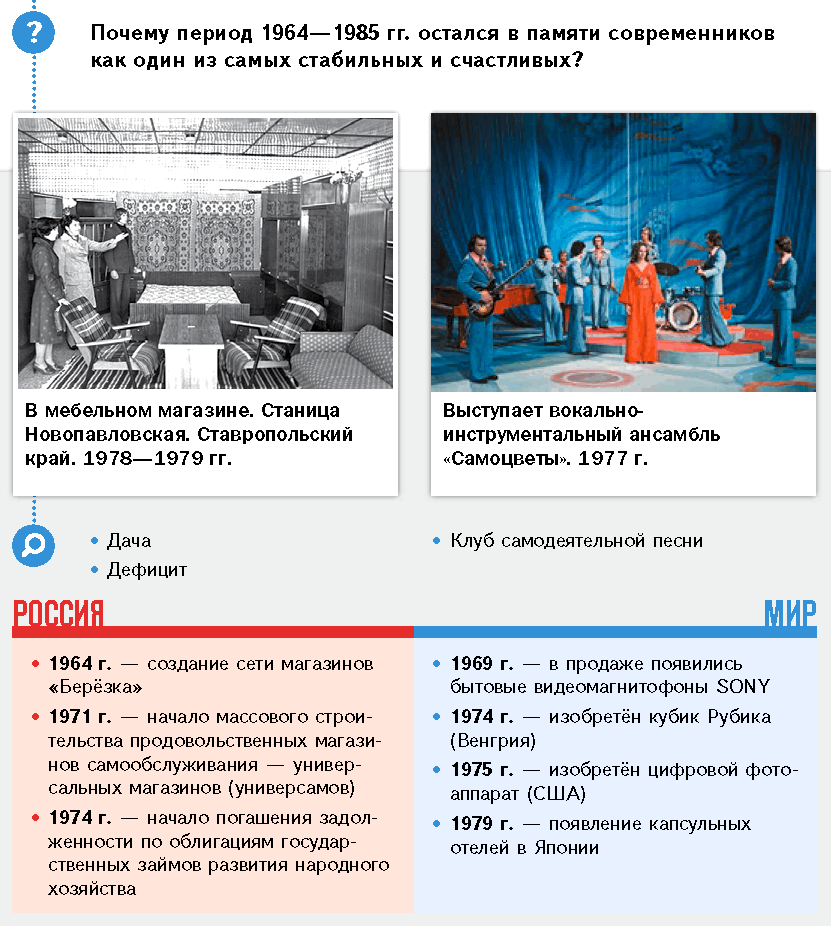 ?
Почему период 1964—1985 гг. остался в памяти современников
как один из самых стабильных и счастливых?
В мебельном магазине. Станица
Новопавловская. Ставропольский
край. 1978—1979 гг.
Выступает вокально-
инструментальный ансамбль
«Самоцветы». 1977 г.
• Дача
• Дефицит
• Клуб самодеятельной песни
РОССИЯ
• 1964 г. — создание сети магазинов
«Берёзка»
• 1971 г. — начало массового строи-
тельства продовольственных магази-
нов самообслуживания — универ-
сальных магазинов (универсамов)
• 1974 г. — начало погашения задол-
женности по облигациям государ-
ственных займов развития народного
хозяйства
МИР
• 1969 г. — в продаже появились
бытовые видеомагнитофоны SONY
• 1974 г. — изобретён кубик Рубика
(Венгрия)
• 1975 г. — изобретён цифровой фото-
аппарат (США)
• 1979 г. — появление капсульных
отелей в Японии